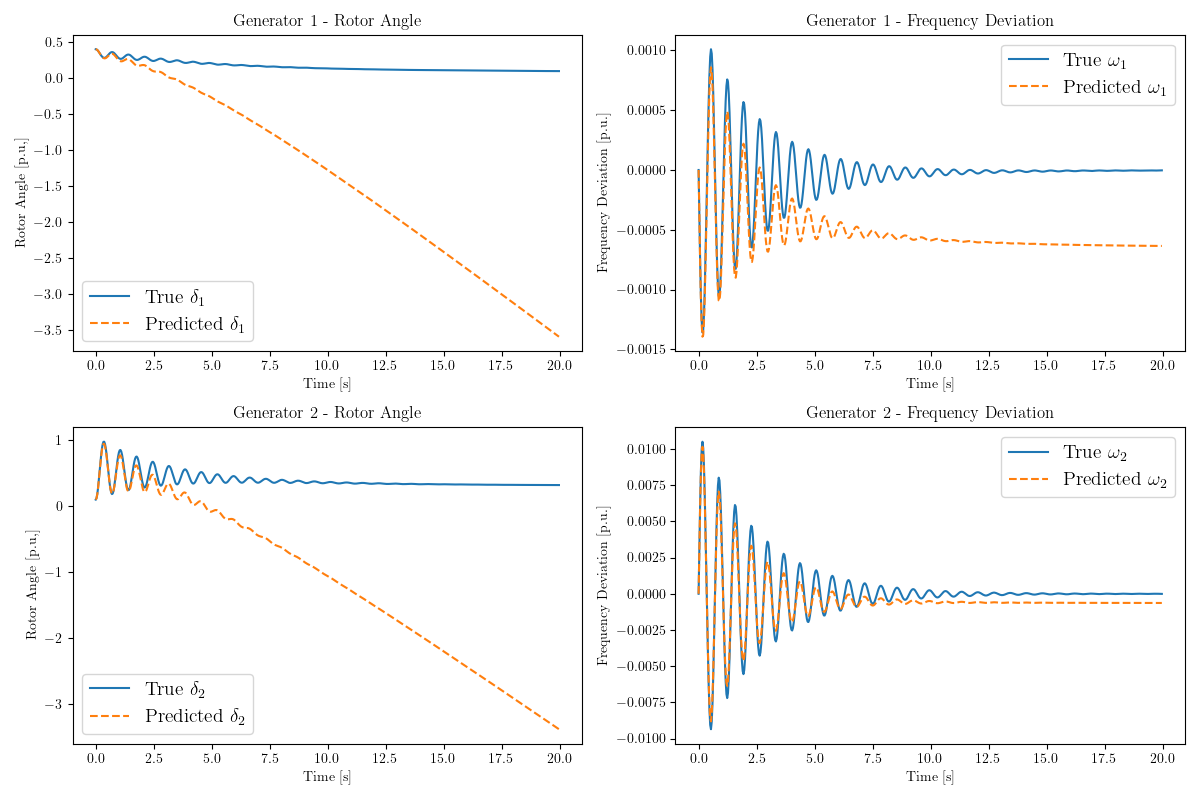 Generator 1 - Rotor Angle
Rotor Angle [p.u,]
0.5
0.0
−0.5
−1.0
−1.5
−2.0
−2.5
−3.0
−3.5
True δ₁
Predicted δ₁
0.0 2.5 5.0 7.5 10.0 12.5 15.0 17.5 20.0
Time [s]
Generator 1 - Frequency Deviation
Frequency Deviation [p.u.]
0.0010
0.0005
0.0000
−0.0005
−0.0010
−0.0015
True ω₁
Predicted ω₁
0.0 2.5 5.0 7.5 10.0 12.5 15.0 17.5 20.0
Time [s]
Generator 2 - Rotor Angle
Rotor Angle [p.u,]
1
0
−1
−2
−3
True δ₂
Predicted δ₂
0.0 2.5 5.0 7.5 10.0 12.5 15.0 17.5 20.0
Time [s]
Generator 2 - Frequency Deviation
Frequency Deviation [p.u.]
0.0100
0.0075
0.0050
0.0025
0.0000
−0.0025
−0.0050
−0.0075
−0.0100
True ω₂
Predicted ω₂
0.0 2.5 5.0 7.5 10.0 12.5 15.0 17.5 20.0
Time [s]